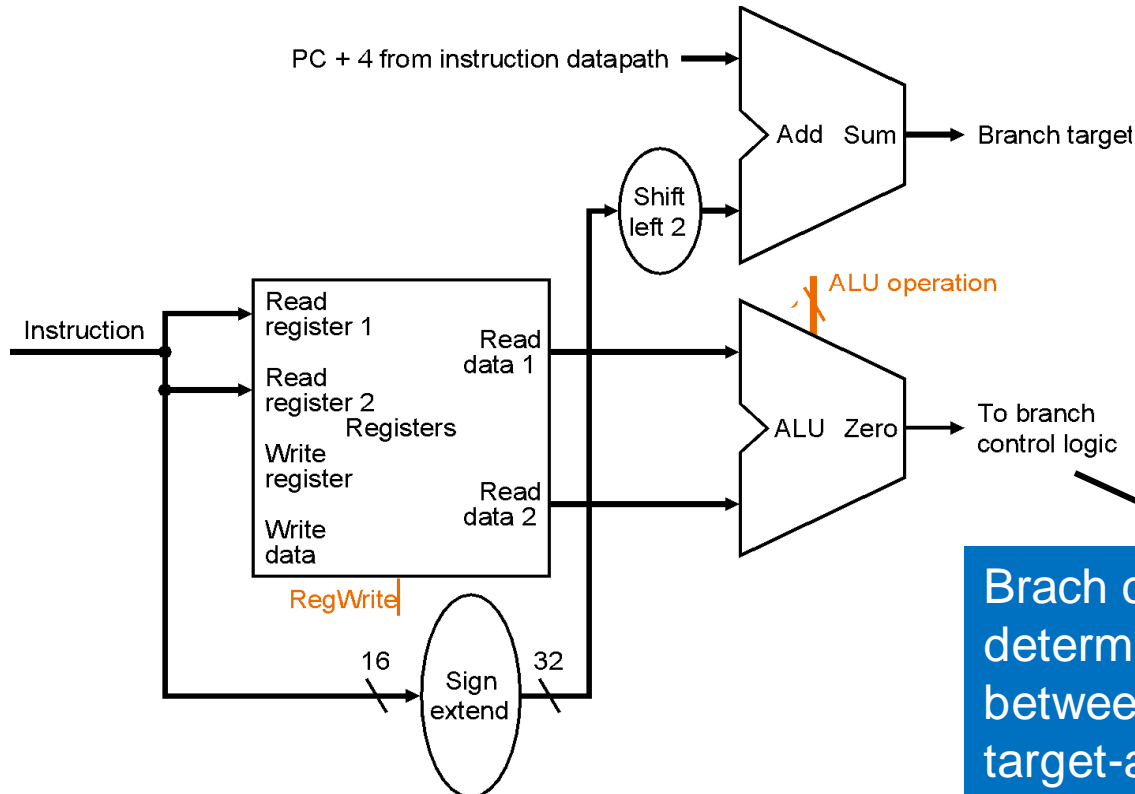 PC + 4 from instruction datapath
Add Sum
Branch target
Shift
left 2
ALU operation
Instruction
Read
register 1
Read
data 1
Read
register 2
Registers
Write
register
Read
data 2
Write
data
ALU Zero
To branch
control logic
RegWrite
16
Sign
extend
32
Brach
determ
betwee
target-a